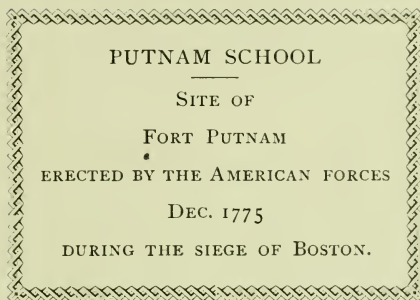 PUTNAM SCHOOL
SITE OF
FORT PUTNAM
ERECTED BY THE AMERICAN FORCES
DEC. 1775
DURING THE SIEGE OF BOSTON.